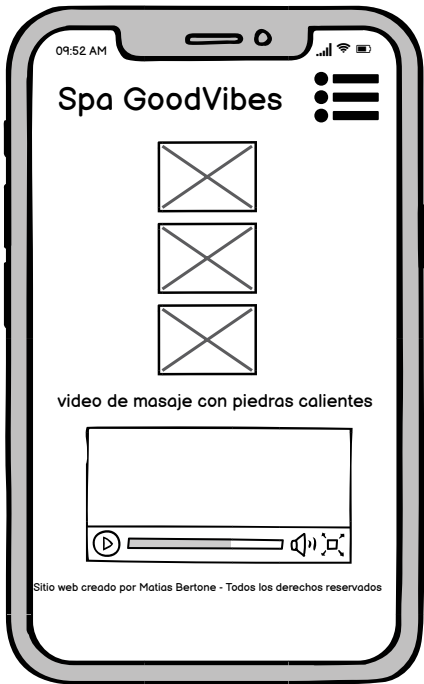 09:52 AM
Spa GoodVibes
video de masaje con piedras calientes
Sitio web creado por Matias Bertone - Todos los derechos reservados